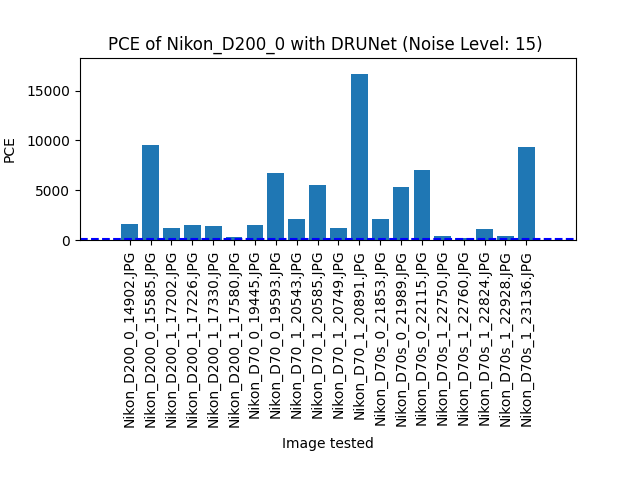 PCE of Nikon_D200_0 with DRUNet (Noise Level: 15)
PCE
15000
10000
5000
0
Nikon_D200_0_14902.JPG
Nikon_D200_0_15585.JPG
Nikon_D200_1_17202.JPG
Nikon_D200_1_17226.JPG
Nikon_D200_1_17330.JPG
Nikon_D200_1_17580.JPG
Nikon_D70_0_19445.JPG
Nikon_D70_0_19593.JPG
Nikon_D70_1_20543.JPG
Nikon_D70_1_20585.JPG
Nikon_D70_1_20749.JPG
Nikon_D70_1_20891.JPG
Nikon_D70s_0_21853.JPG
Nikon_D70s_0_21989.JPG
Nikon_D70s_0_22115.JPG
Nikon_D70s_1_22750.JPG
Nikon_D70s_1_22760.JPG
Nikon_D70s_1_22824.JPG
Nikon_D70s_1_22928.JPG
Nikon_D70s_1_23136.JPG
Image tested